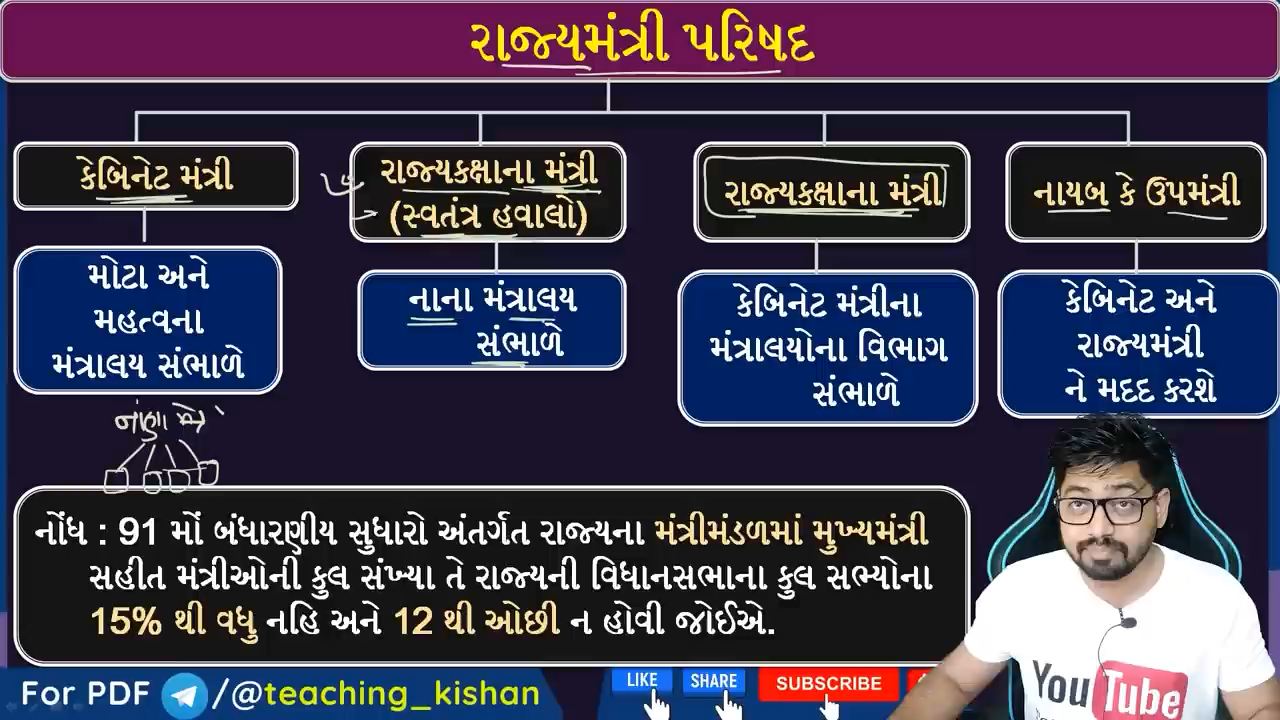 રાજ્યમંત્રી પરિષદ
કેબિનેટ મંત્રી
રાજ્યકક્ષાના મંત્રી
(સ્વતંત્ર હવાલો)
રાજ્યકક્ષાના મંત્રી
નાયબ કે ઉપમંત્રી
મોટા અને
મહત્વના
મંત્રાલય સંભાળે
નાના મંત્રાલય
સંભાળે
કેબિનેટ મંત્રીના
મંત્રાલયોના વિભાગ
સંભાળે
કેબિનેટ અને
રાજ્યમંત્રી
ને મદદ કરશે
નાણા
નોંધ : 91 મોં બંધારણીય સુધારો અંતર્ગત રાજ્યના મંત્રીમંડળમાં મુખ્યમંત્રી
સહીત મંત્રીઓની કુલ સંખ્યા તે રાજ્યની વિધાનસભાના કુલ સભ્યોના
15% થી વધુ નહિ અને 12 થી ઓછી ન હોવી જોઈએ.
For PDF /@teaching_kishan
LIKE
SHARE
SUBSCRIBE
YouTube